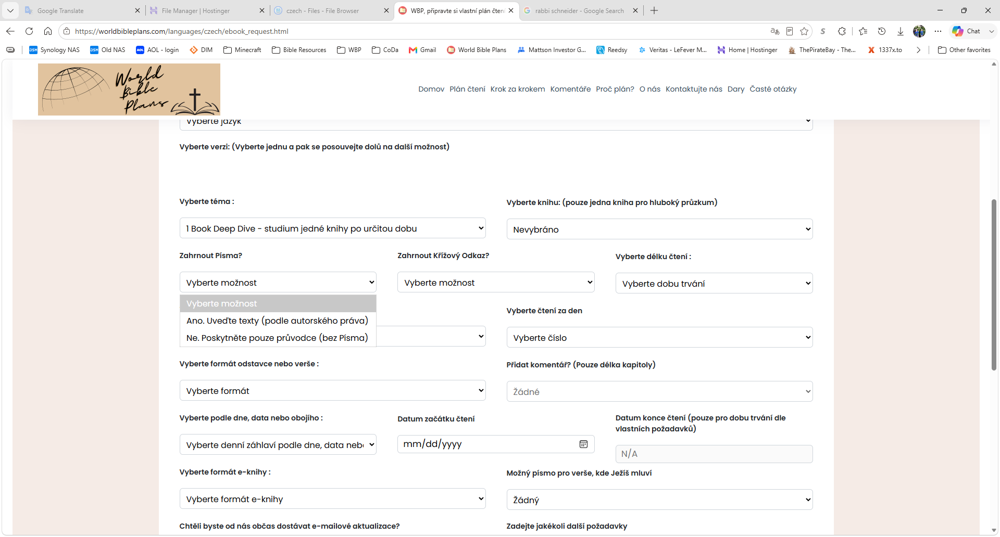 Google Translate
File Manager | Hostinger
czech - Files - File Browser
WBP, připravte si vlastní plán čtení
rabbi schneider - Google Search
https://worldbibleplans.com/languages/czech/ebook_request.html
Chat
Synology NAS
Old NAS
AOL - login
DIM
Minecraft
Bible Resources
WBP
CoDa
Gmail
World Bible Plans
Mattson Investor G...
Reedsy
Veritas - LeFever M...
Home | Hostinger
ThePirateBay - The...
1337x.to
Other favorites
World
Bible
Plans
Domov Plán čtení Krok za krokem Komentáře Proč plán? O nás Kontaktujte nás Dary Časté otázky
Vyberte jazyk
Vyberte verzi: (Vyberte jednu a pak se posouvejte dolů na další možnost)
Vyberte téma :
Vyberte knihu: (pouze jedna kniha pro hluboký průzkum)
1 Book Deep Dive - studium jedné knihy po určitou dobu
Nevybráno
Zahrnout Písma?
Zahrnout Křížový Odkaz?
Vyberte délku čtení :
Vyberte možnost
Vyberte možnost
Vyberte dobu trvání
Vyberte možnost
Ano. Uveďte texty (podle autorského práva)
Ne. Poskytněte pouze průvodce (bez Písma)
Vyberte čtení za den
Vyberte číslo
Vyberte formát odstavce nebo verše :
Přidat komentář? (Pouze délka kapitoly)
Vyberte formát
Žádné
Vyberte podle dne, data nebo obojího :
Datum začátku čtení
Datum konce čtení (pouze pro dobu trvání dle
vlastních požadavků)
Vyberte denní záhlaví podle dne, data neb
mm/dd/yyyy
N/A
Vyberte formát e-knihy :
Možný písmo pro verše, kde Ježíš mluví
Vyberte formát e-knihy
Žádný
Chtěli byste od nás občas dostávat e-mailové aktualizace?
Zadejte jakékoli další požadavky